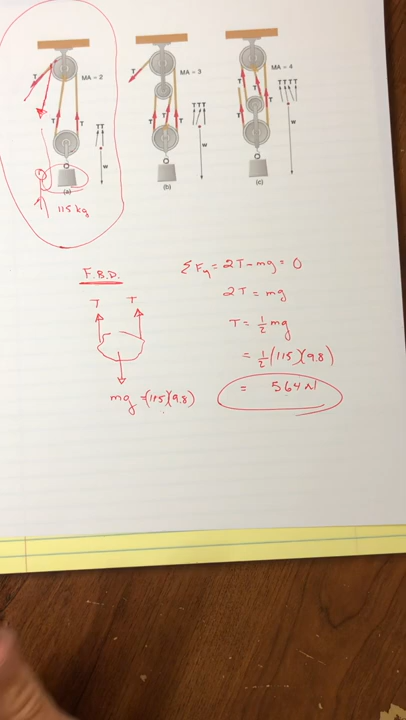 MA = 2
MA = 3
MA = 4
T
T
T
T
T
T
T
T
T
T
T
T T
T T T
T T T T
w
w
w
(a)
(b)
(c)
115 kg
F.B.D.
T T
mg =(115)(9.8)
ΣFy = 2T - mg = 0
2T = mg
T = 1/2 mg
= 1/2 (115)(9.8)
= 564 N